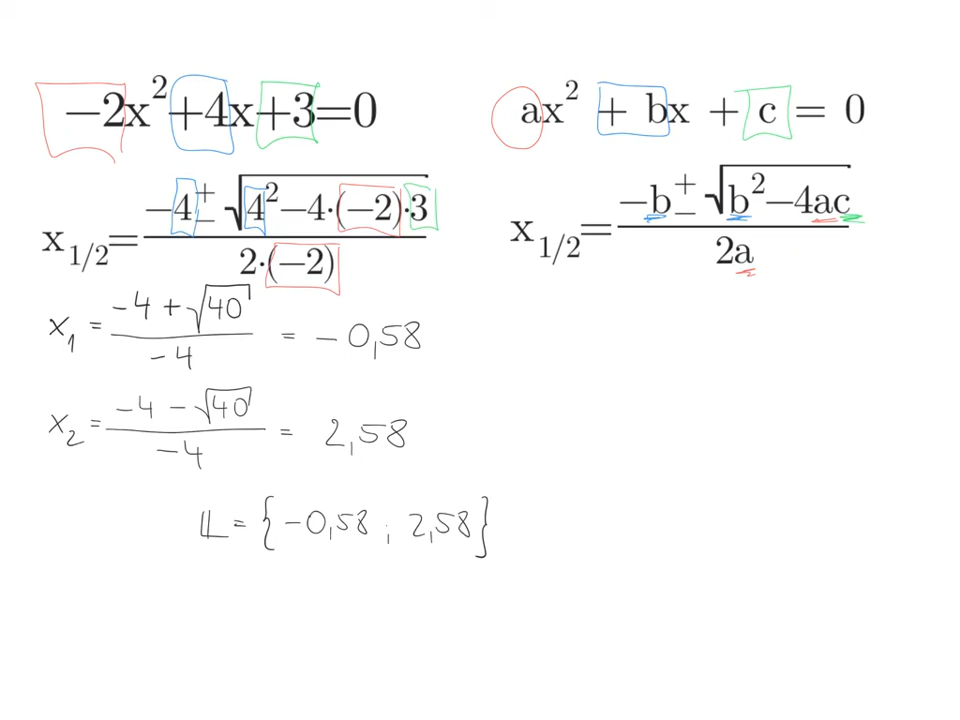 −2x²+4x+3=0
x₁/₂ = (−4 ± √(4²−4·(−2)·3)) / (2·(−2))
x₁ = (−4 + √40) / (−4) = −0,58
x₂ = (−4 − √40) / (−4) = 2,58
𝕃 = {−0,58 ; 2,58}
ax² + bx + c = 0
x₁/₂ = (−b ± √(b²−4ac)) / (2a)